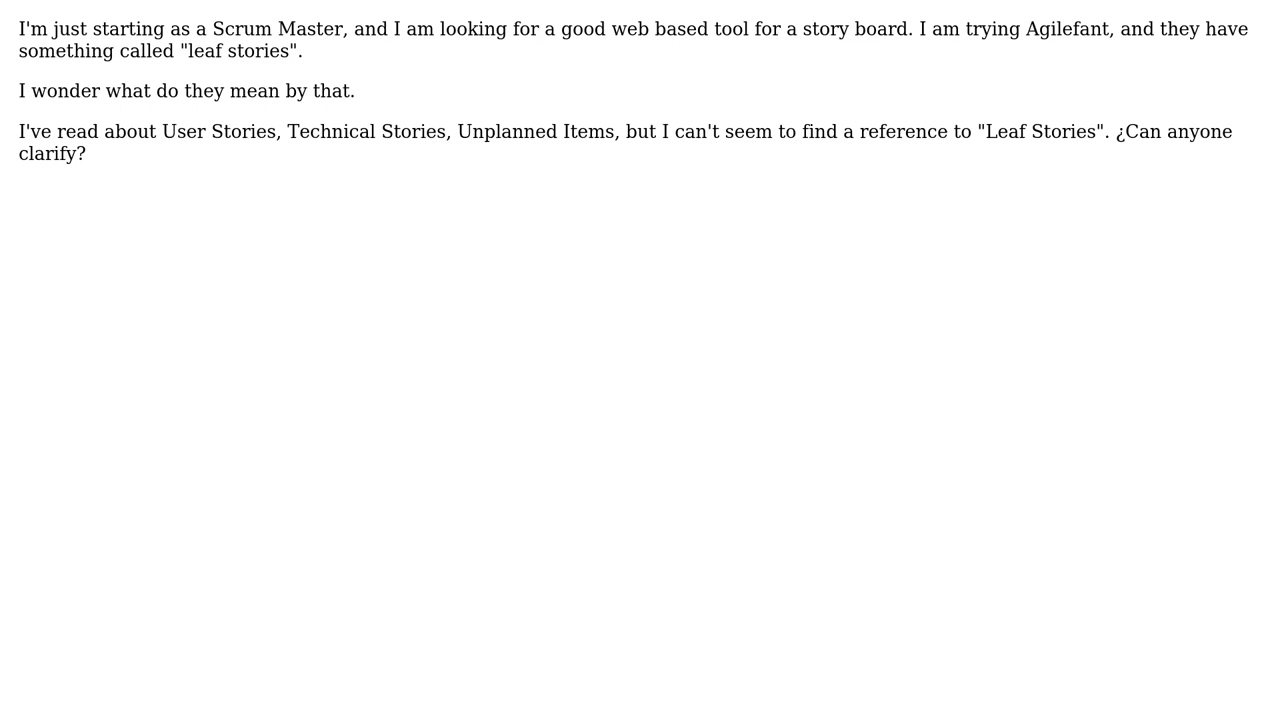 I'm just starting as a Scrum Master, and I am looking for a good web based tool for a story board. I am trying Agilefant, and they have
something called "leaf stories".
I wonder what do they mean by that.
I've read about User Stories, Technical Stories, Unplanned Items, but I can't seem to find a reference to "Leaf Stories". ¿Can anyone
clarify?